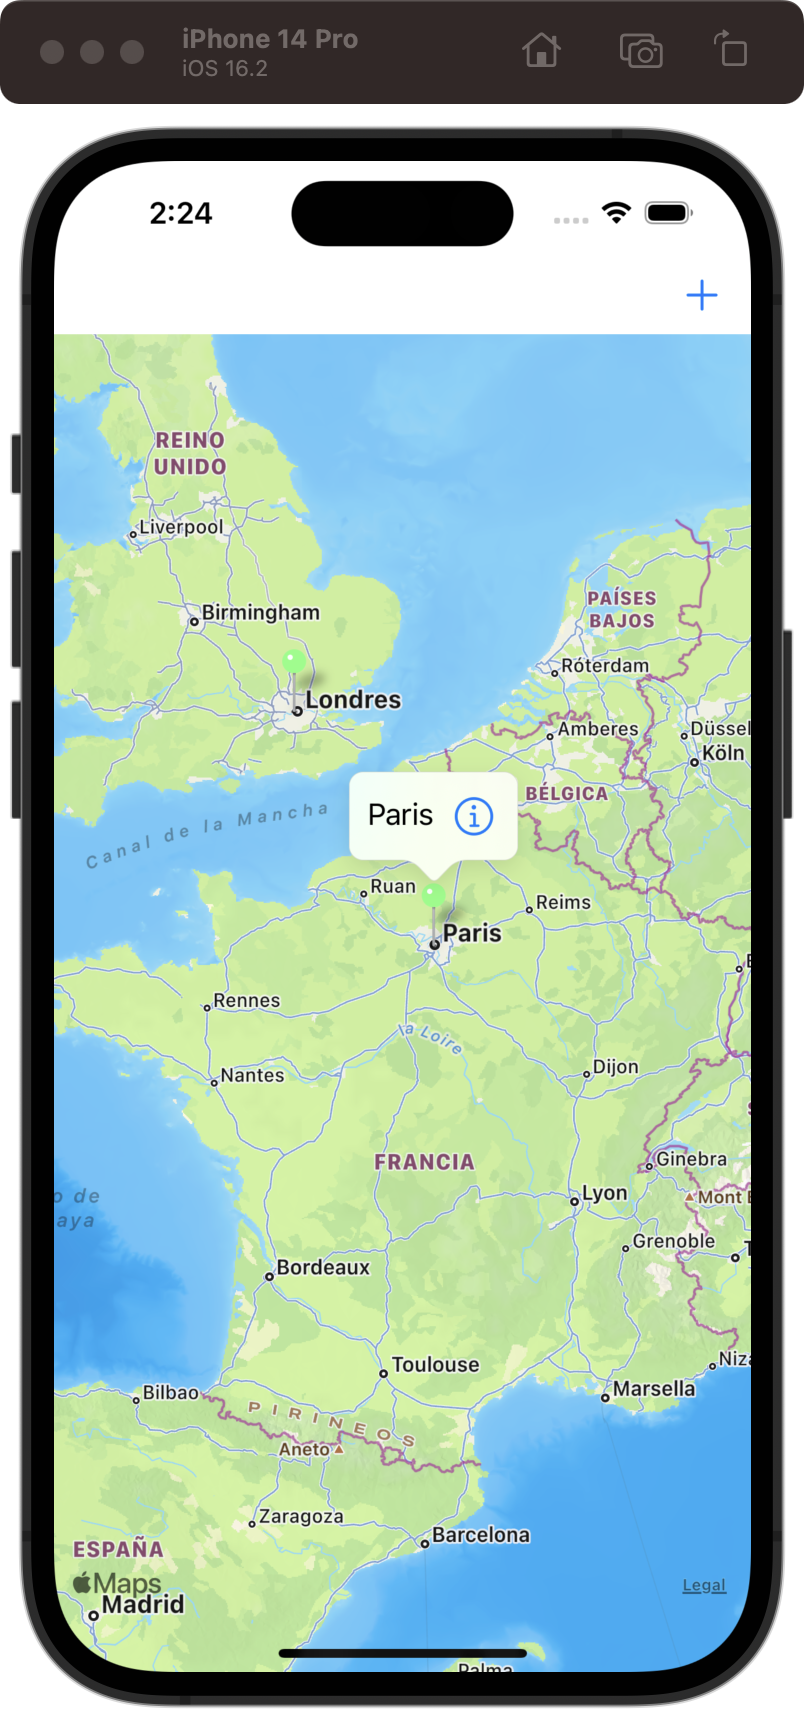 iPhone 14 Pro
iOS 16.2
2:24
REINO
UNIDO
Liverpool
Birmingham
PAÍSES
BAJOS
Róterdam
Londres
Amberes
Düssel
Köln
BÉLGICA
Paris
Canal de la Mancha
Ruan
Reims
Paris
Rennes
la Loire
Dijon
Nantes
FRANCIA
Ginebra
Lyon
Mont
o de
aya
Grenoble
Bordeaux
Niza
Toulouse
Marsella
Bilbao
PIRINEOS
Aneto
Zaragoza
Barcelona
ESPAÑA
Maps
Legal
Madrid
Palma